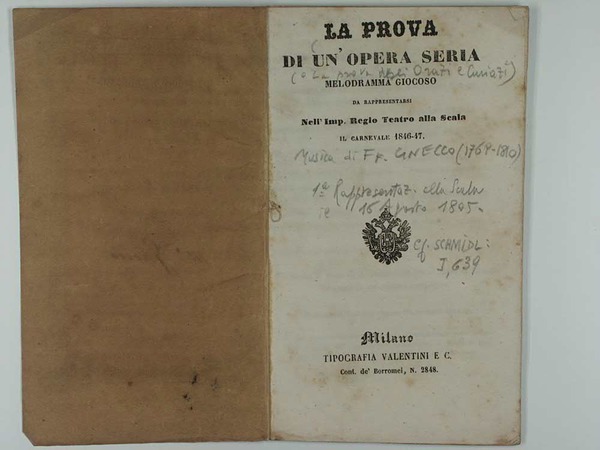 LA PROVA
DI UN' OPERA SERIA
(o La prova degli Orazi e Curiazi)
MELODRAMMA GIOCOSO
DA RAPPRESENTARSI
Nell'Imp. Regio Teatro alla Scala
IL CARNEVALE 1846-47.
Musica di Fr. GNECCO (1769-1810)
1ª Rappresentaz. alla Scala
16 Agosto 1805.
Cf. SCHMIDL:
I, 639
Milano
TIPOGRAFIA VALENTINI E C.
Cont. de' Borromei, N. 2848.